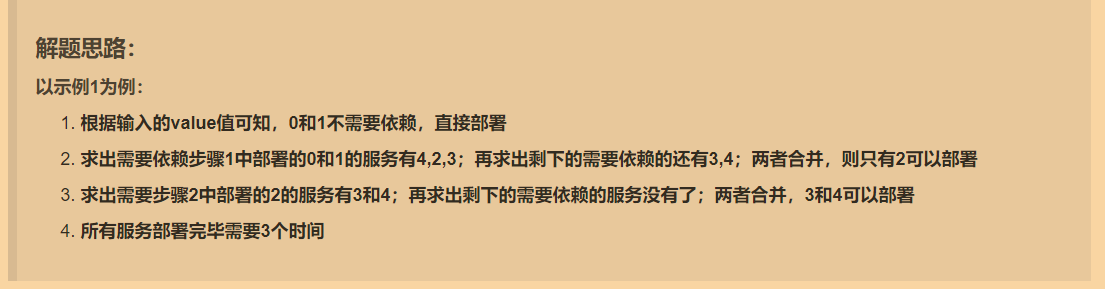 解题思路：
以示例1为例：
1. 根据输入的value值可知，0和1不需要依赖，直接部署
2. 求出需要依赖步骤1中部署的0和1的服务有4,2,3；再求出剩下的需要依赖的还有3,4；两者合并，则只有2可以部署
3. 求出需要步骤2中部署的2的服务有3和4；再求出剩下的需要依赖的服务没有了；两者合并，3和4可以部署
4. 所有服务部署完毕需要3个时间